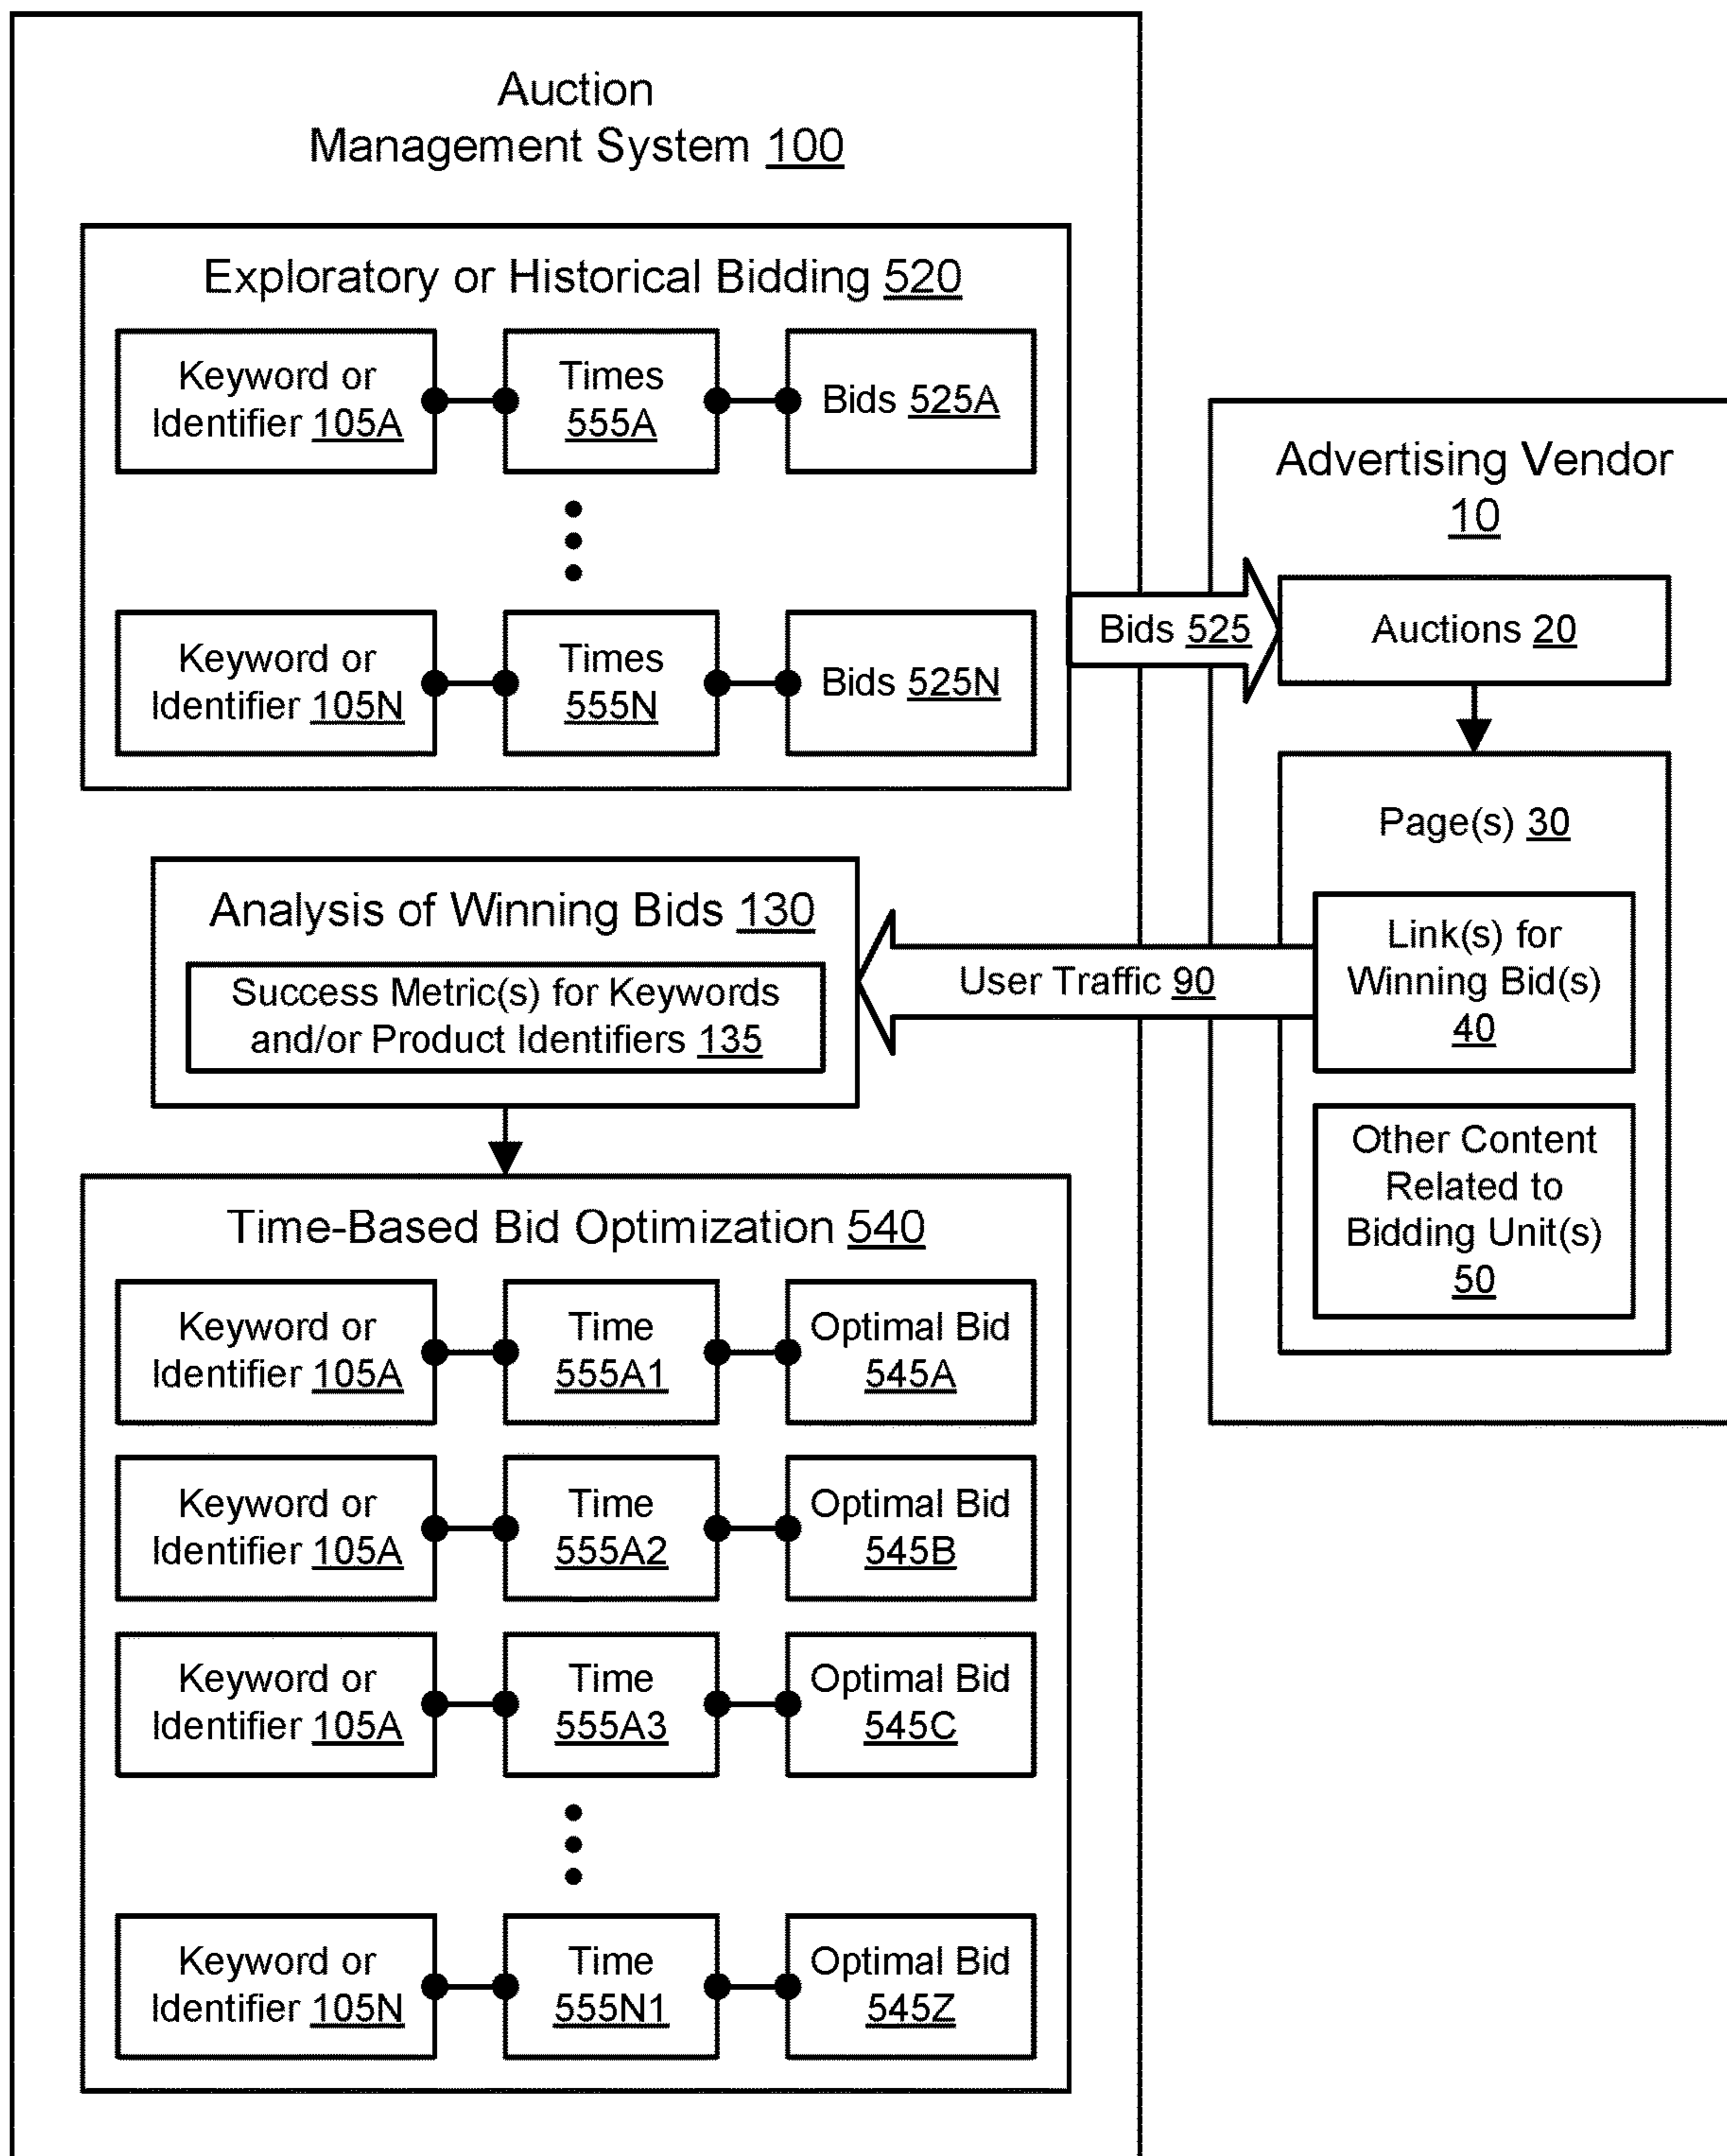 Auction
Management System 100
Exploratory or Historical Bidding 520
Keyword or
Identifier 105A
Times
555A
Bids 525A
Keyword or
Identifier 105N
Times
555N
Bids 525N
Bids 525
Advertising Vendor
10
Auctions 20
Page(s) 30
Link(s) for
Winning Bid(s)
40
Other Content
Related to
Bidding Unit(s)
50
User Traffic 90
Analysis of Winning Bids 130
Success Metric(s) for Keywords
and/or Product Identifiers 135
Time-Based Bid Optimization 540
Keyword or
Identifier 105A
Time
555A1
Optimal Bid
545A
Keyword or
Identifier 105A
Time
555A2
Optimal Bid
545B
Keyword or
Identifier 105A
Time
555A3
Optimal Bid
545C
Keyword or
Identifier 105N
Time
555N1
Optimal Bid
545Z